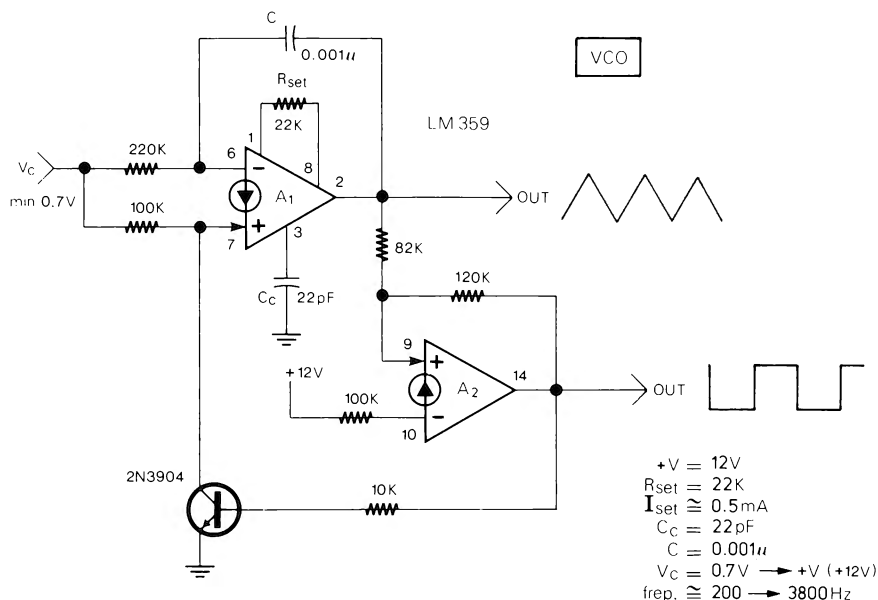 C
0.001u
VCO
Rset
22K
LM 359
220K
1
6
8
2
Vc
A1
OUT
min 0.7V
100K
7
3
82K
Cc
22pF
120K
9
+12V
14
A2
OUT
100K
10
2N3904
10K
+V = 12V
Rset = 22K
Iset ≅ 0.5mA
Cc = 22pF
C = 0.001u
Vc = 0.7V → +V (+12V)
frep. ≅ 200 → 3800Hz